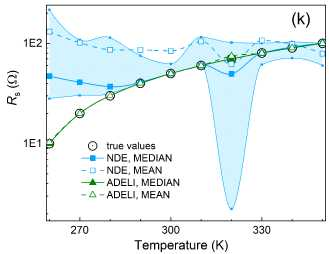 (k)
1E2
1E1
Rs (Ω)
true values
NDE, MEDIAN
NDE, MEAN
ADELI, MEDIAN
ADELI, MEAN
270 300 330
Temperature (K)